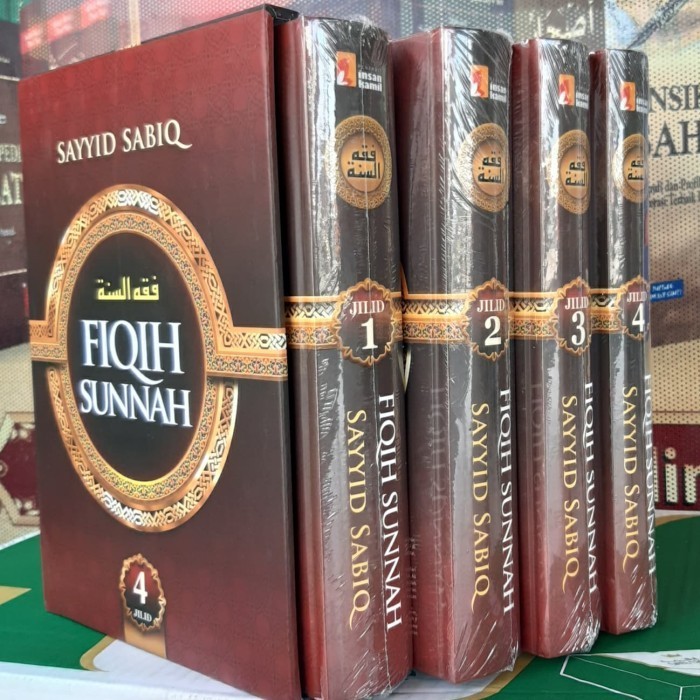 SAYYID SABIQ
فقه السنة
FIQIH
SUNNAH
4
JILID
insan
kamil
فقه
السنة
JILID
1
FIQIH SUNNAH
SAYYID SABIQ
insan
kamil
فقه
السنة
JILID
2
FIQIH SUNNAH
SAYYID SABIQ
insan
kamil
فقه
السنة
JILID
3
FIQIH SUNNAH
SAYYID SABIQ
insan
kamil
فقه
السنة
JILID
4
FIQIH SUNNAH
SAYYID SABIQ